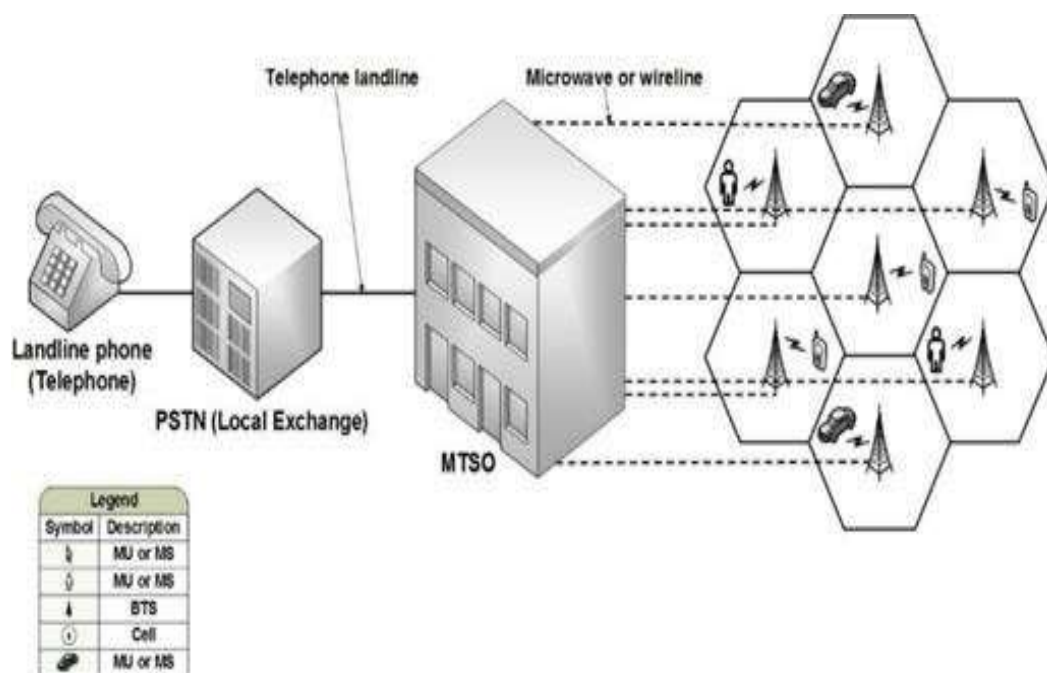 Telephone landline
Microwave or wireline
Landline phone
(Telephone)
PSTN (Local Exchange)
MTSO
Legend
Symbol Description
MU or MS
MU or MS
BTS
Cell
MU or MS